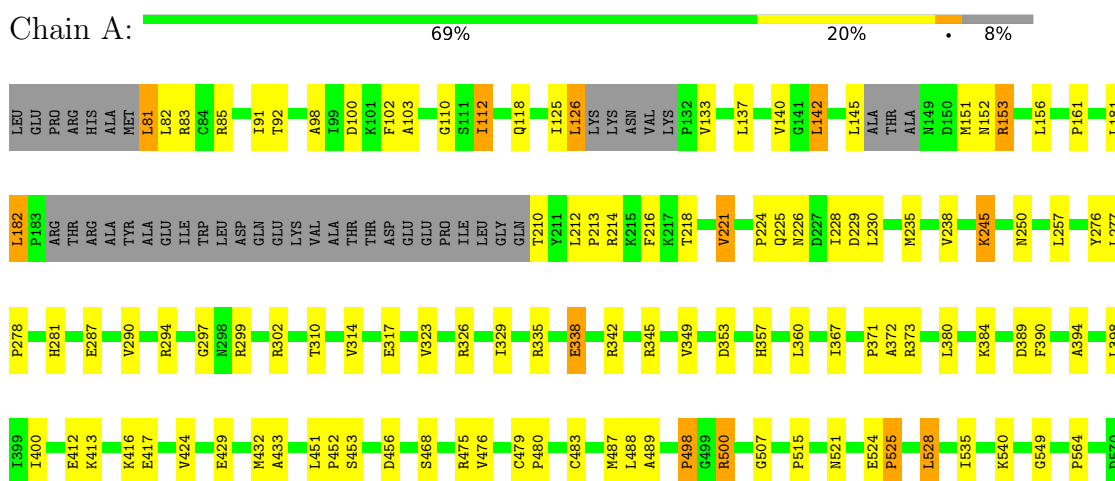 Chain A:
69% 20% • 8%
LEU GLU PRO ARG HIS ALA MET L81 L82 R83 C84 R85 I91 T92 A98 I99 D100 K101 F102 A103 G110 S111 I112 Q118 I125 L126 LYS LYS ASN VAL LYS P132 V133 L137 V140 G141 L142 L145 ALA THR ALA N149 D150 M151 N152 R153 L156 P161 L181
L182 P183 ARG THR ARG ALA TYR ALA GLU ILE TRP LEU ASP GLN GLU LYS VAL ALA THR THR ASP GLU GLU PRO ILE LEU GLY GLN T210 Y211 L212 P213 R214 K215 F216 K217 T218 V221 P224 Q225 N226 D227 I228 D229 L230 M235 V238 K245 N250 L257 Y276 L277
P278 H281 E287 V290 R294 G297 N298 R299 R302 T310 V314 E317 V323 R326 I329 R335 E338 R342 R345 V349 D353 H357 L360 I367 P371 A372 R373 L380 K384 D389 F390 A394 L398
I399 I400 E412 K413 K416 E417 V424 E429 M432 A433 L451 P452 S453 D456 S468 R475 V476 C479 P480 C483 M487 L488 A489 P498 G499 R500 G507 P515 N521 E524 P525 L528 I535 K540 G549 P564 D570